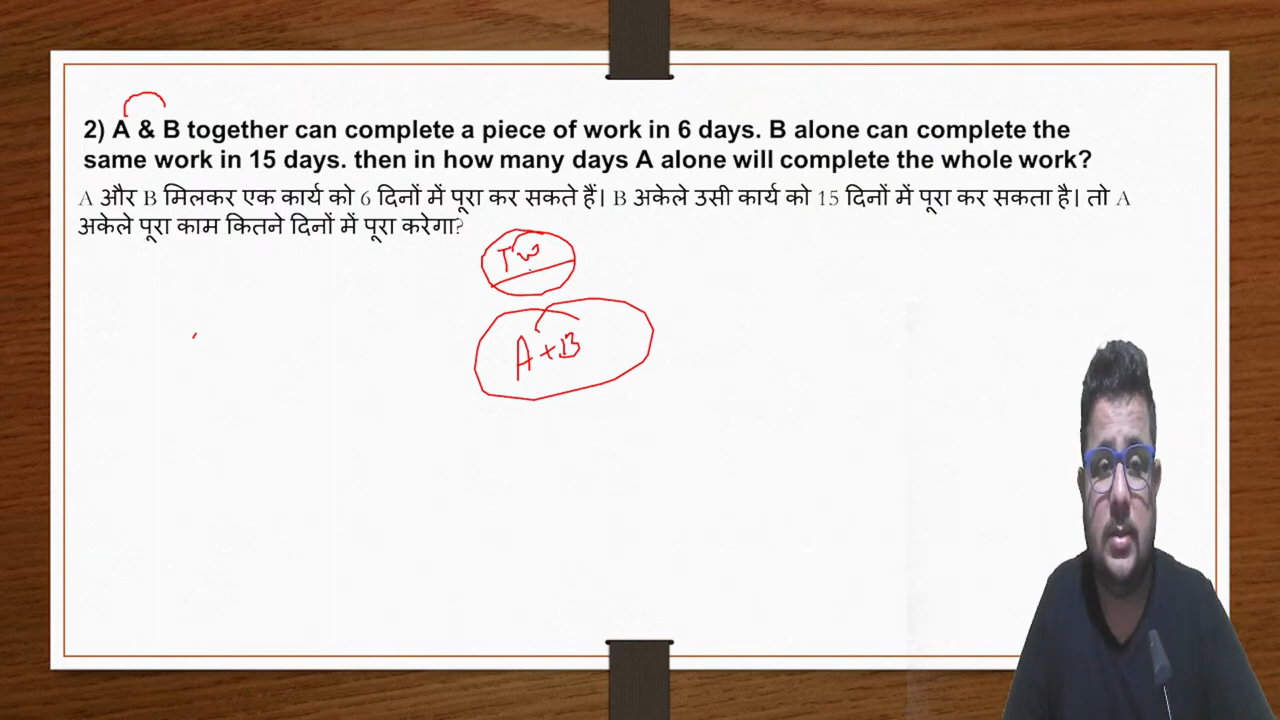 2) A & B together can complete a piece of work in 6 days. B alone can complete the
same work in 15 days. then in how many days A alone will complete the whole work?
A और B मिलकर एक कार्य को 6 दिनों में पूरा कर सकते हैं। B अकेले उसी कार्य को 15 दिनों में पूरा कर सकता है। तो A
अकेले पूरा काम कितने दिनों में पूरा करेगा?
TW
A+B